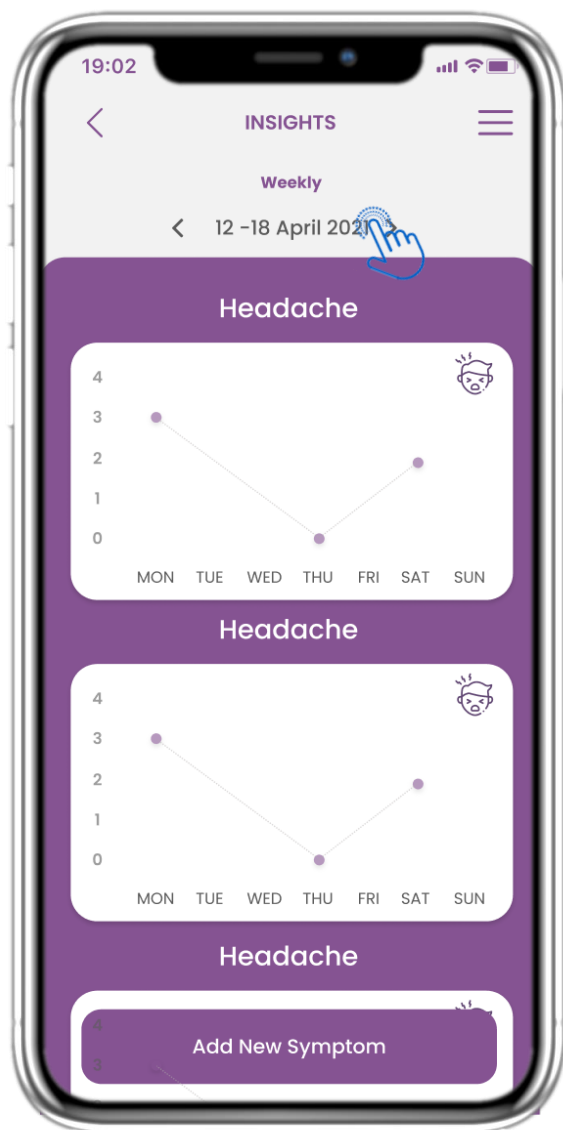 19:02
INSIGHTS
Weekly
12 -18 April 2021
Headache
4
3
2
1
0
MON TUE WED THU FRI SAT SUN
Headache
4
3
2
1
0
MON TUE WED THU FRI SAT SUN
Headache
4
Add New Symptom
3